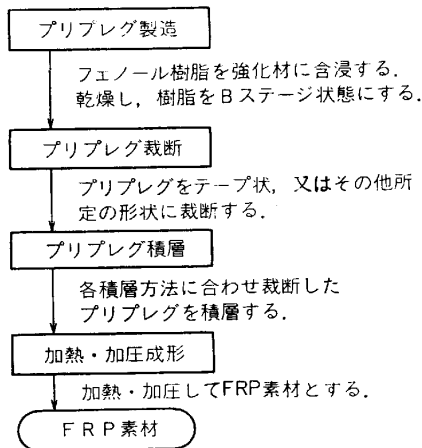 プリプレグ製造
フェノール樹脂を強化材に含浸する.
乾燥し, 樹脂をBステージ状態にする.
プリプレグ裁断
プリプレグをテープ状, 又はその他所
定の形状に裁断する.
プリプレグ積層
各積層方法に合わせ裁断した
プリプレグを積層する.
加熱・加圧成形
加熱・加圧してFRP素材とする.
FRP素材